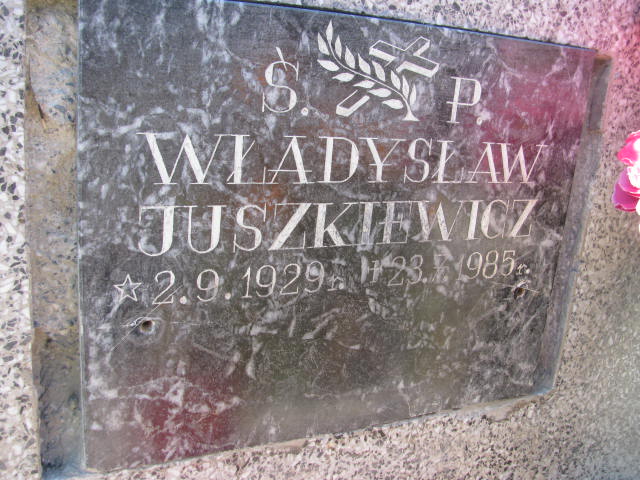 Ś. P.
WŁADYSŁAW
JUSZKIEWICZ
☆ 2.9.1929r. † 23.7.1985r.